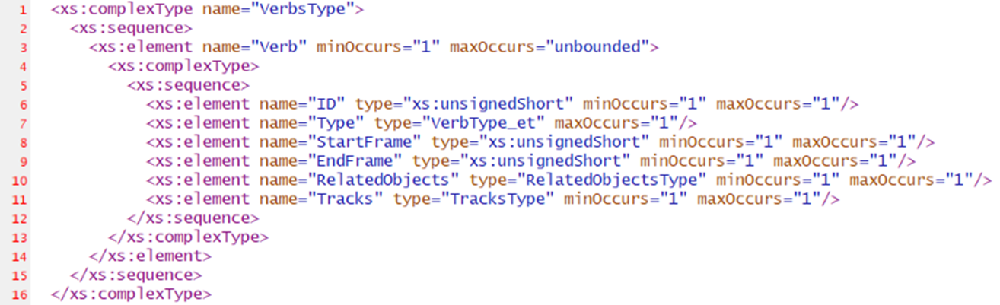 1 <xs:complexType name="VerbsType">
2 <xs:sequence>
3 <xs:element name="Verb" minOccurs="1" maxOccurs="unbounded">
4 <xs:complexType>
5 <xs:sequence>
6 <xs:element name="ID" type="xs:unsignedShort" minOccurs="1" maxOccurs="1"/>
7 <xs:element name="Type" type="VerbType_et" maxOccurs="1"/>
8 <xs:element name="StartFrame" type="xs:unsignedShort" minOccurs="1" maxOccurs="1"/>
9 <xs:element name="EndFrame" type="xs:unsignedShort" minOccurs="1" maxOccurs="1"/>
10 <xs:element name="RelatedObjects" type="RelatedObjectsType" minOccurs="1" maxOccurs="1"/>
11 <xs:element name="Tracks" type="TracksType" minOccurs="1" maxOccurs="1"/>
12 </xs:sequence>
13 </xs:complexType>
14 </xs:element>
15 </xs:sequence>
16 </xs:complexType>